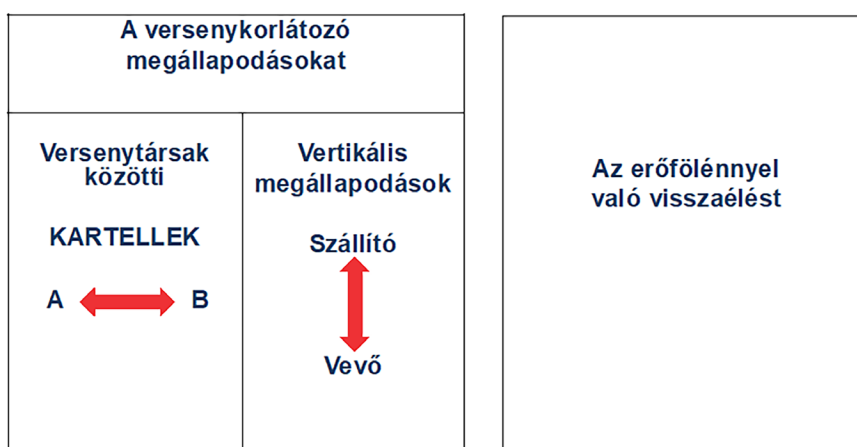 A versenykorlátozó
megállapodásokat
Versenytársak
közötti
KARTELLEK
A B
Vertikális
megállapodások
Szállító
Vevő
Az erőfölénnyel
való visszaélést